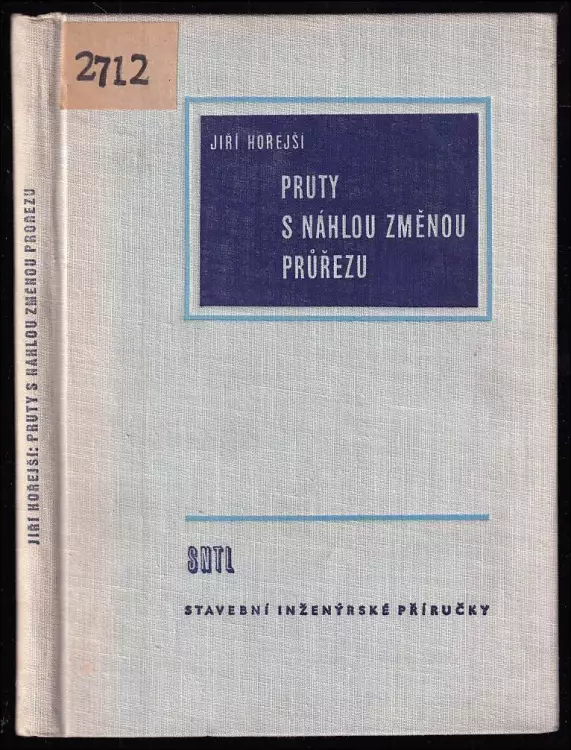 2712
JIŘÍ HOŘEJŠÍ
PRUTY
S NÁHLOU ZMĚNOU
PRŮŘEZU
SNTL
STAVEBNÍ INŽENÝRSKÉ PŘÍRUČKY
JIŘÍ HOŘEJŠÍ: PRUTY S NÁHLOU ZMĚNOU PRŮŘEZU